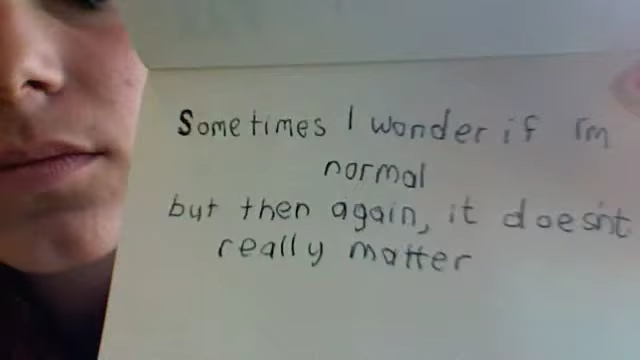 Sometimes I wonder if I'm
normal
but then again, it doesn't
really matter